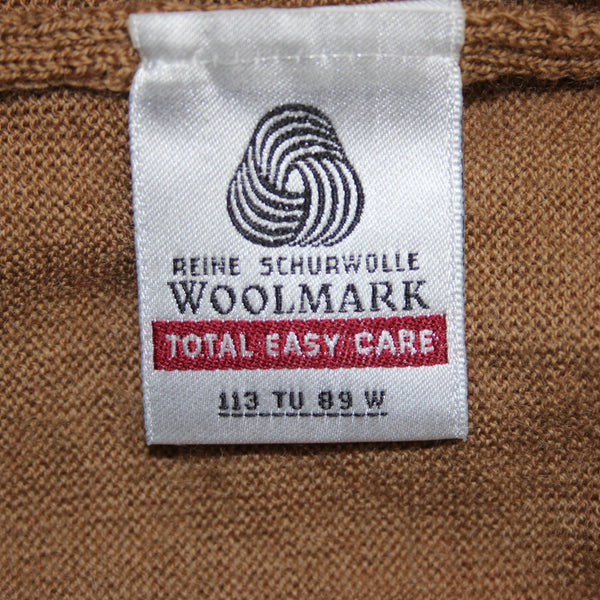 REINE SCHURWOLLE
WOOLMARK
TOTAL EASY CARE
113 TU 89 W